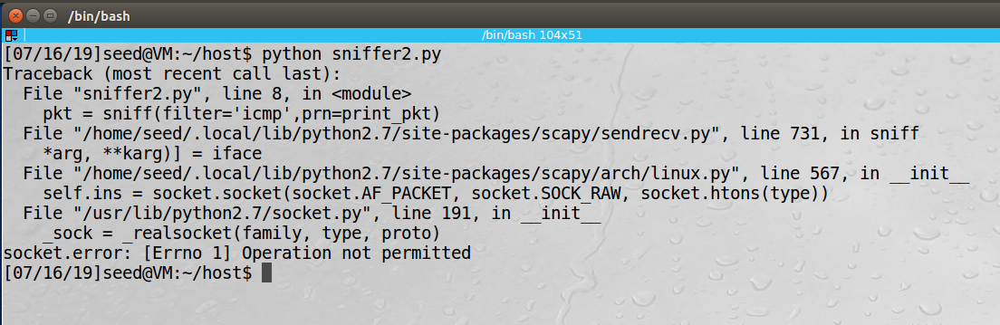 /bin/bash
/bin/bash 104x51
[07/16/19]seed@VM:~/host$ python sniffer2.py
Traceback (most recent call last):
  File "sniffer2.py", line 8, in <module>
    pkt = sniff(filter='icmp',prn=print_pkt)
  File "/home/seed/.local/lib/python2.7/site-packages/scapy/sendrecv.py", line 731, in sniff
    *arg, **karg)] = iface
  File "/home/seed/.local/lib/python2.7/site-packages/scapy/arch/linux.py", line 567, in __init__
    self.ins = socket.socket(socket.AF_PACKET, socket.SOCK_RAW, socket.htons(type))
  File "/usr/lib/python2.7/socket.py", line 191, in __init__
    _sock = _realsocket(family, type, proto)
socket.error: [Errno 1] Operation not permitted
[07/16/19]seed@VM:~/host$